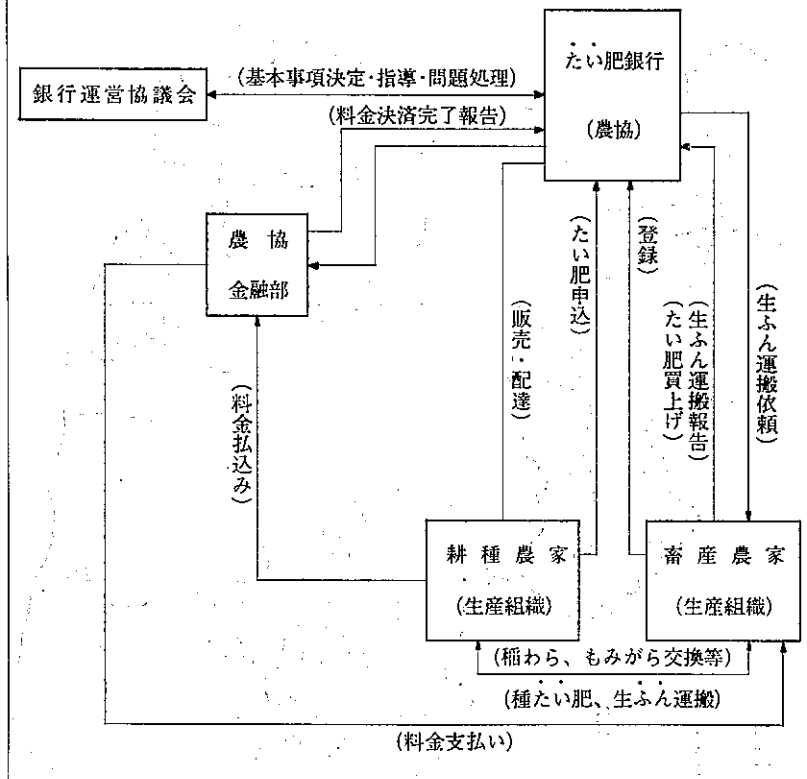 たい肥銀行
(農協)
(基本事項決定・指導・問題処理)
銀行運営協議会
(料金決済完了報告)
農協
金融部
(たい肥申込)
(登録)
(販売・配達)
(生ふん運搬報告)
(たい肥買上げ)
(生ふん運搬依頼)
(料金払込み)
耕種農家
(生産組織)
畜産農家
(生産組織)
(稲わら、もみがら交換等)
(種たい肥、生ふん運搬)
(料金支払い)